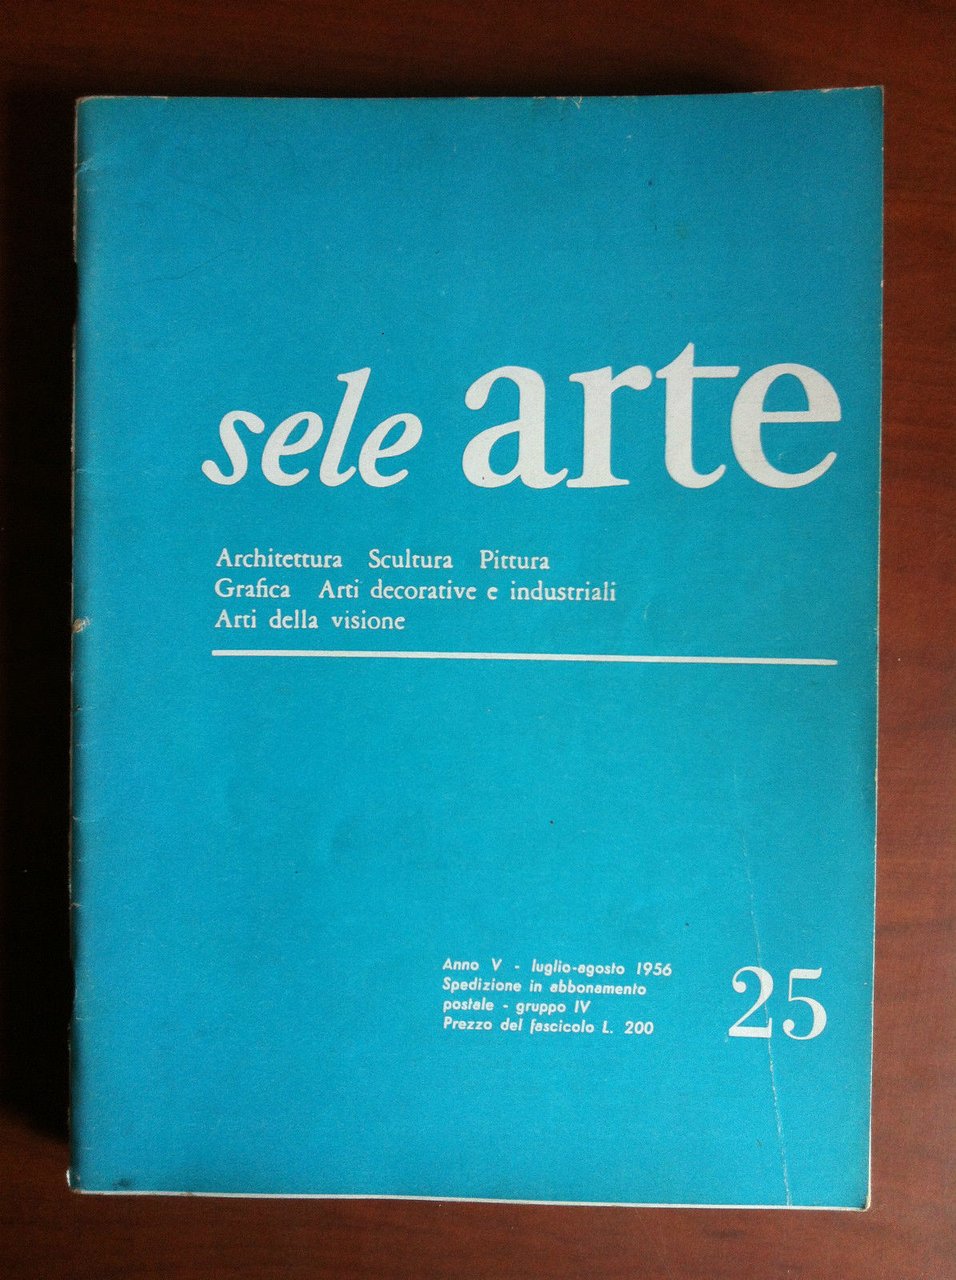 sele arte
Architettura Scultura Pittura
Grafica Arti decorative e industriali
Arti della visione
Anno V - luglio-agosto 1956
Spedizione in abbonamento
postale - gruppo IV
Prezzo del fascicolo L. 200
25